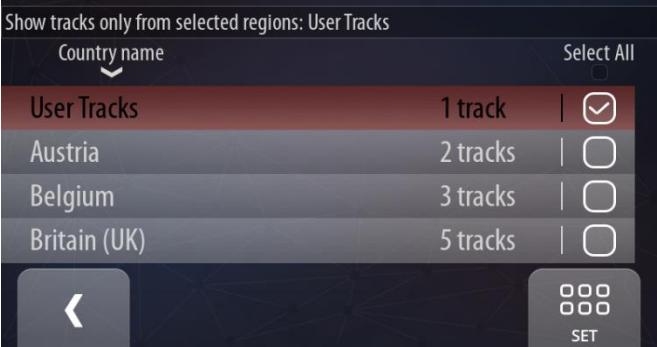 Show tracks only from selected regions: User Tracks
Country name Select All
User Tracks 1 track
Austria 2 tracks
Belgium 3 tracks
Britain (UK) 5 tracks
SET